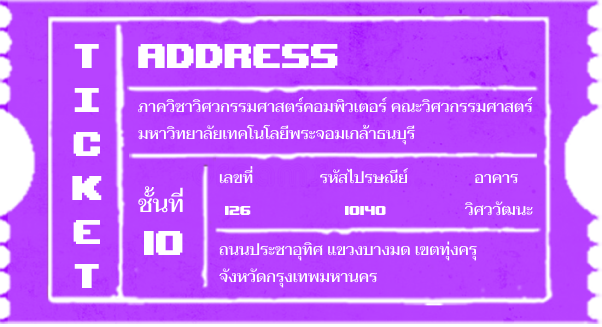 TICKET
ADDRESS
ภาควิชาวิศวกรรมศาสตร์คอมพิวเตอร์ คณะวิศวกรรมศาสตร์
มหาวิทยาลัยเทคโนโลยีพระจอมเกล้าธนบุรี
ชั้นที่
10
เลขที่ รหัสไปรษณีย์ อาคาร
126 10140 วิศววัฒนะ
ถนนประชาอุทิศ แขวงบางมด เขตทุ่งครุ
จังหวัดกรุงเทพมหานคร